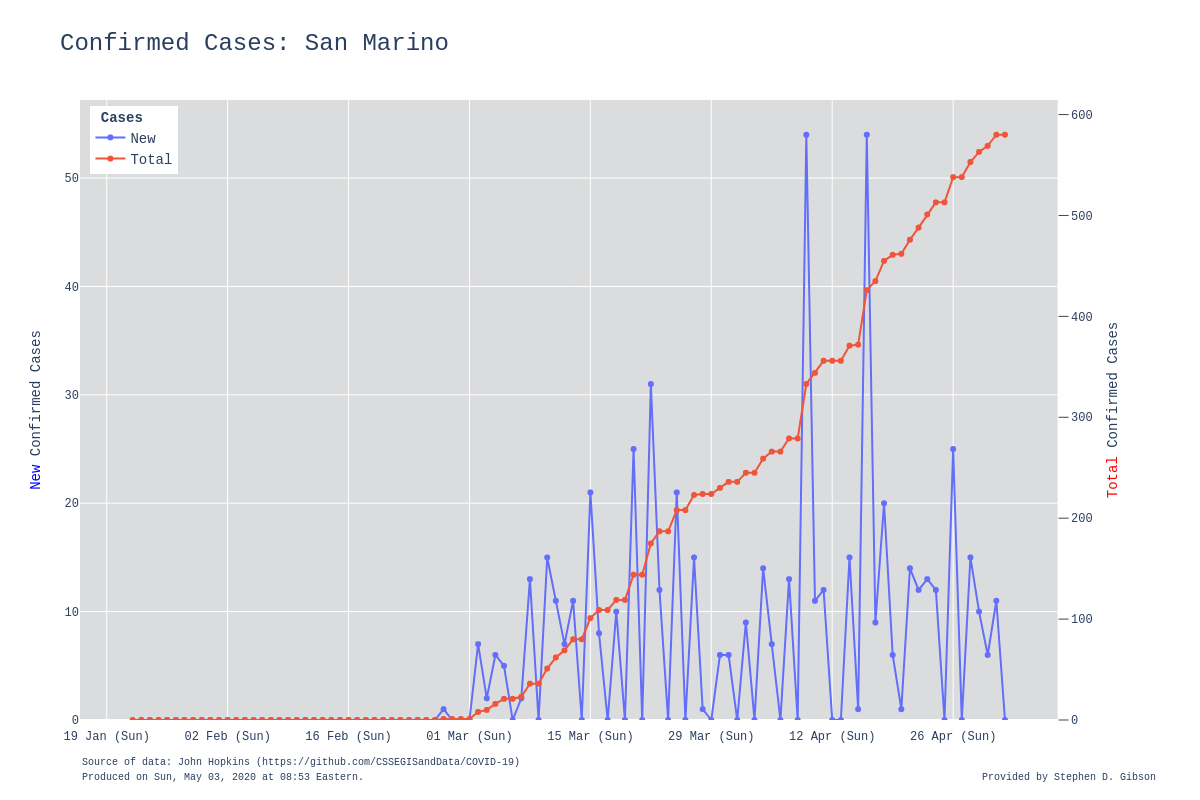 Confirmed Cases: San Marino
Cases
New
Total
600
50
500
40
400
30
300
20
200
10
100
0
0
New Confirmed Cases
Total Confirmed Cases
19 Jan (Sun) 02 Feb (Sun) 16 Feb (Sun) 01 Mar (Sun) 15 Mar (Sun) 29 Mar (Sun) 12 Apr (Sun) 26 Apr (Sun)
Source of data: John Hopkins (https://github.com/CSSEGISandData/COVID-19)
Produced on Sun, May 03, 2020 at 08:53 Eastern.
Provided by Stephen D. Gibson